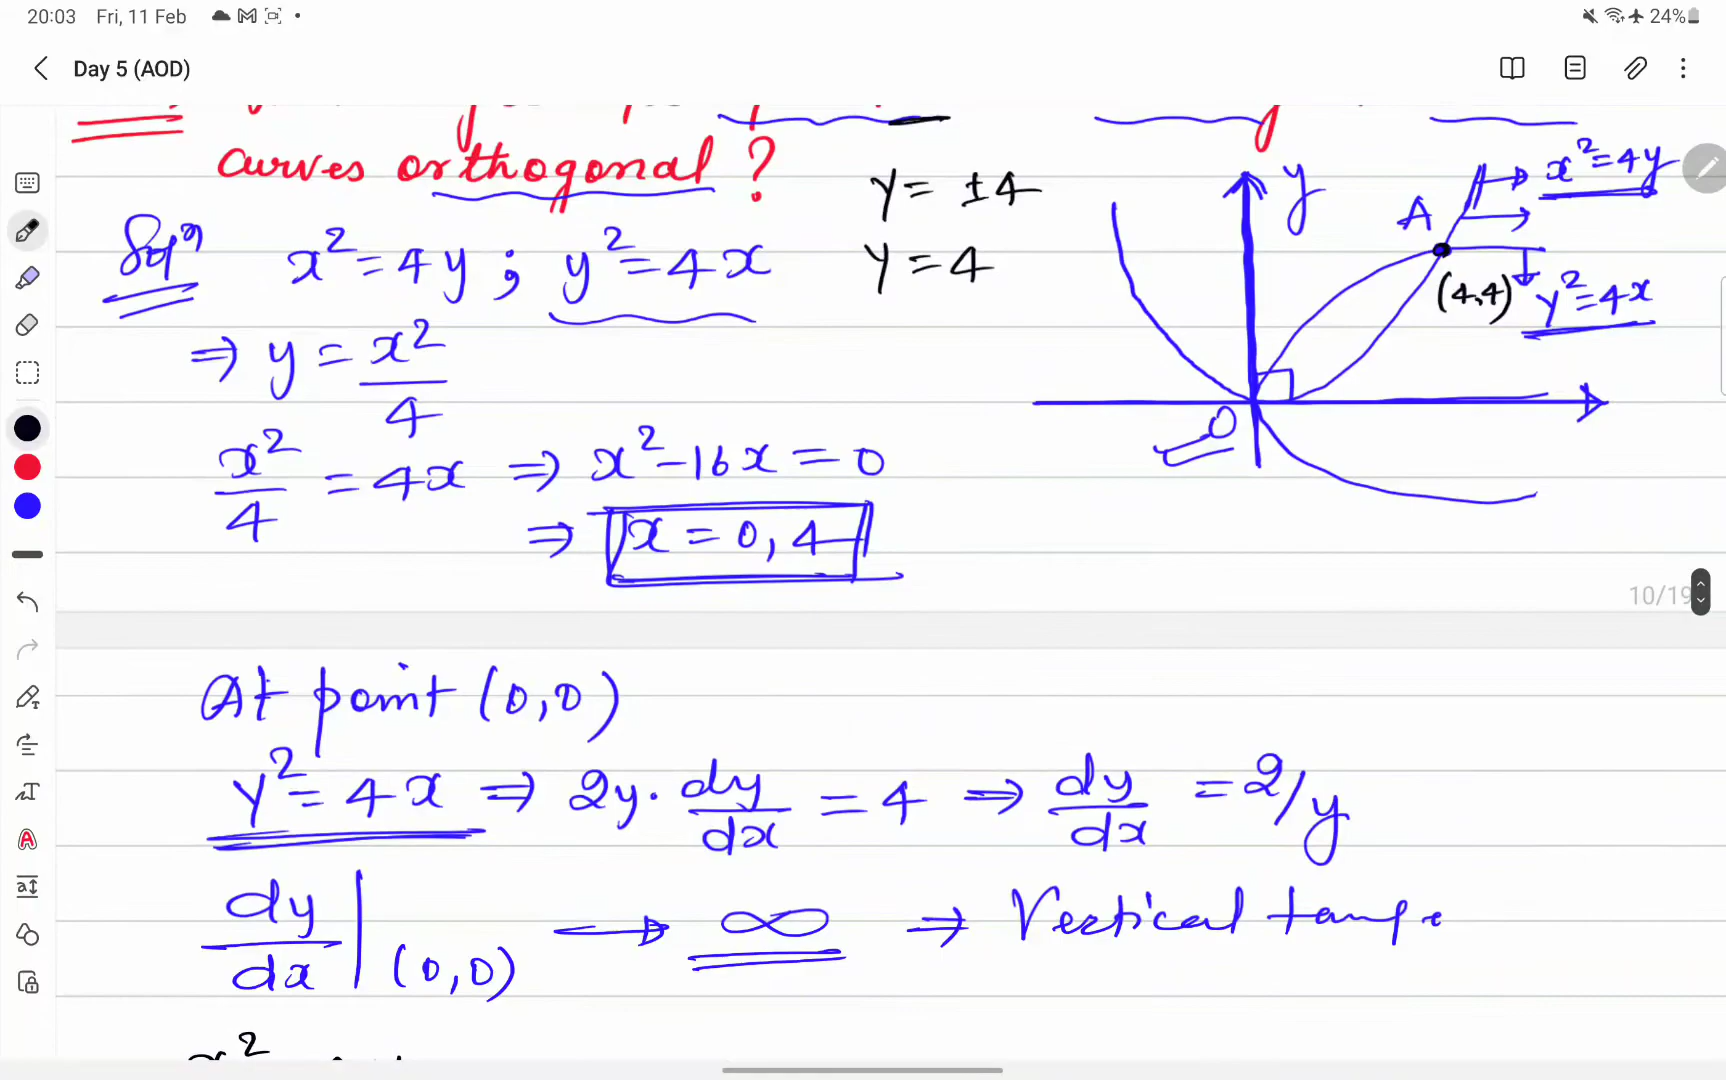 20:03 Fri, 11 Feb 24%
Day 5 (AOD)
curves orthogonal ?
y = ±4
y = 4
Solⁿ x² = 4y ; y² = 4x
⇒ y = x²/4
x²/4 = 4x ⇒ x² - 16x = 0
⇒ x = 0, 4
y
x² = 4y
A
(4,4)
y² = 4x
O
10/19
At point (0,0)
y² = 4x ⇒ 2y · dy/dx = 4 ⇒ dy/dx = 2/y
dy/dx | (0,0) → ∞ ⇒ Vertical tange
x²